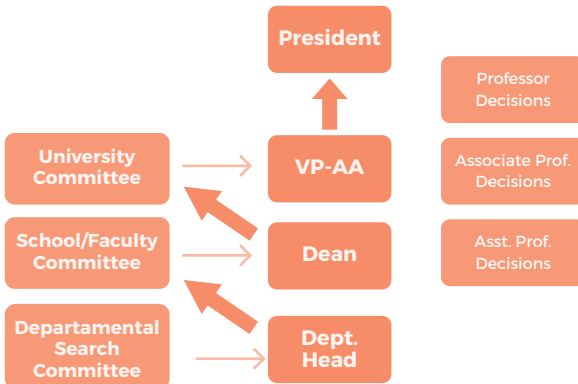 President
Professor
Decisions
University
Committee
VP-AA
Associate Prof.
Decisions
School/Faculty
Committee
Dean
Asst. Prof.
Decisions
Departamental
Search
Committee
Dept.
Head